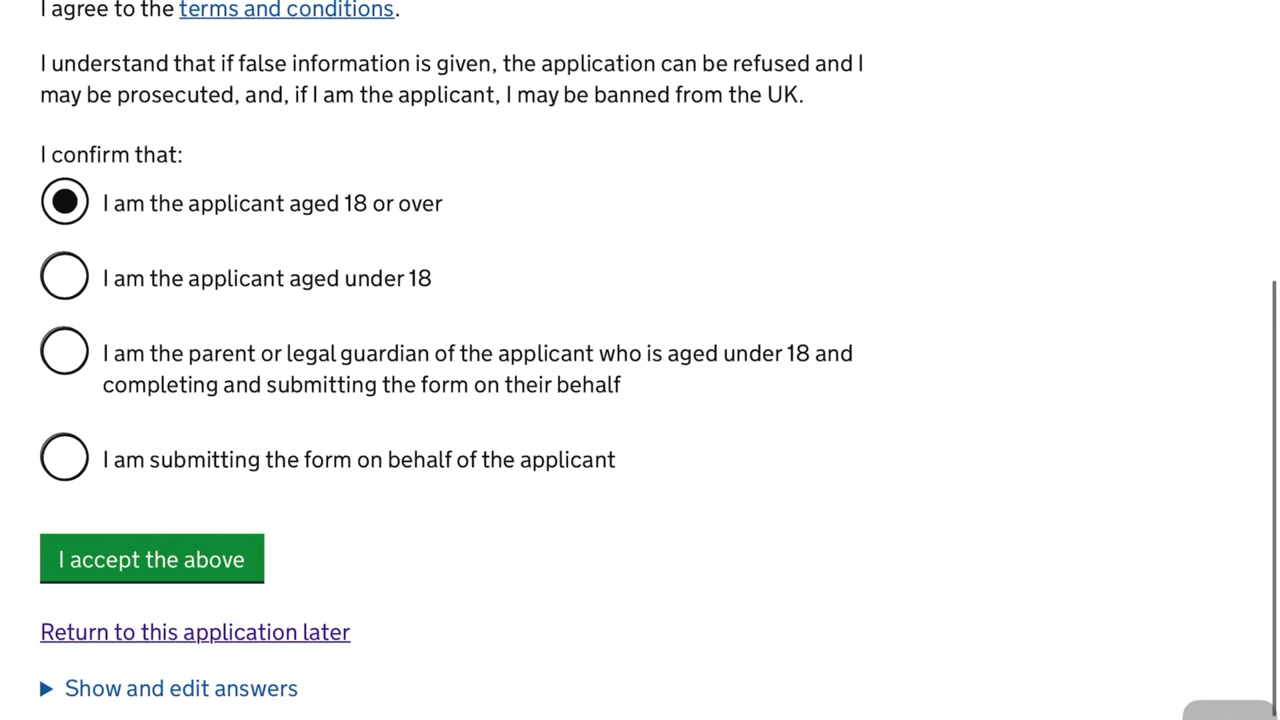 I agree to the terms and conditions.
I understand that if false information is given, the application can be refused and I
may be prosecuted, and, if I am the applicant, I may be banned from the UK.
I confirm that:
I am the applicant aged 18 or over
I am the applicant aged under 18
I am the parent or legal guardian of the applicant who is aged under 18 and
completing and submitting the form on their behalf
I am submitting the form on behalf of the applicant
I accept the above
Return to this application later
Show and edit answers